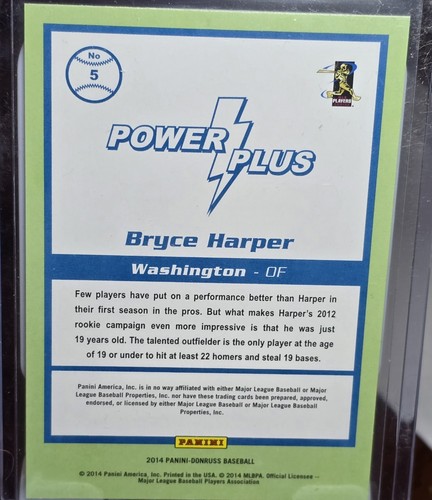 No
5
PLAYERS
POWER PLUS
Bryce Harper
Washington - OF
Few players have put on a performance better than Harper in
their first season in the pros. But what makes Harper's 2012
rookie campaign even more impressive is that he was just
19 years old. The talented outfielder is the only player at the age
of 19 or under to hit at least 22 homers and steal 19 bases.
Panini America, Inc. is in no way affiliated with either Major League Baseball or Major
League Baseball Properties, Inc. nor have these trading cards been prepared, approved,
endorsed, or licensed by either Major League Baseball or Major League Baseball
Properties, Inc.
PANINI
2014 PANINI-DONRUSS BASEBALL
© 2014 Panini America, Inc. Printed in the USA. © 2014 MLBPA. Official Licensee --
Major League Baseball Players Association